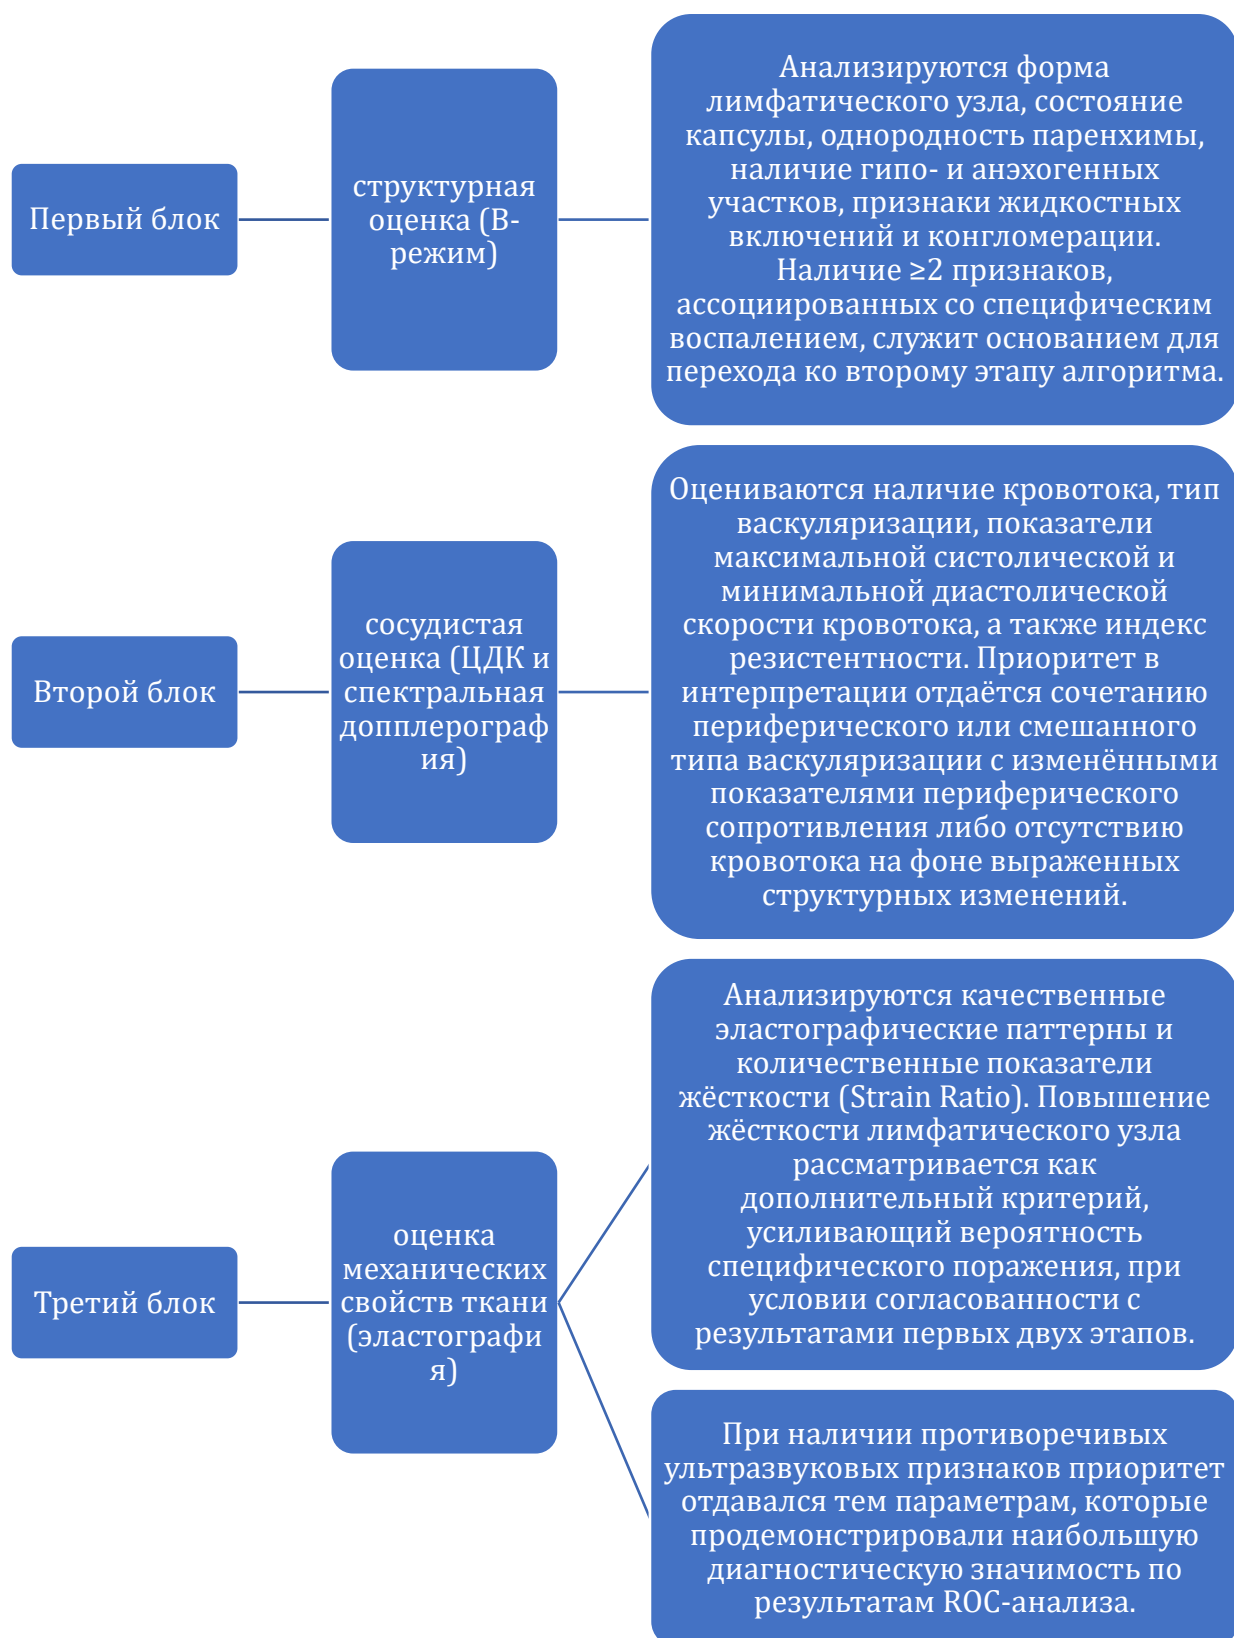 Первый блок
структурная
оценка (В-
режим)
Анализируются форма
лимфатического узла, состояние
капсулы, однородность паренхимы,
наличие гипо- и анэхогенных
участков, признаки жидкостных
включений и конгломерации.
Наличие ≥2 признаков,
ассоциированных со специфическим
воспалением, служит основанием для
перехода ко второму этапу алгоритма.
Второй блок
сосудистая
оценка (ЦДК и
спектральная
допплерограф
ия)
Оцениваются наличие кровотока, тип
васкуляризации, показатели
максимальной систолической и
минимальной диастолической
скорости кровотока, а также индекс
резистентности. Приоритет в
интерпретации отдаётся сочетанию
периферического или смешанного
типа васкуляризации с изменёнными
показателями периферического
сопротивления либо отсутствию
кровотока на фоне выраженных
структурных изменений.
Третий блок
оценка
механических
свойств ткани
(эластографи
я)
Анализируются качественные
эластографические паттерны и
количественные показатели
жёсткости (Strain Ratio). Повышение
жёсткости лимфатического узла
рассматривается как
дополнительный критерий,
усиливающий вероятность
специфического поражения, при
условии согласованности с
результатами первых двух этапов.
При наличии противоречивых
ультразвуковых признаков приоритет
отдавался тем параметрам, которые
продемонстрировали наибольшую
диагностическую значимость по
результатам ROC-анализа.